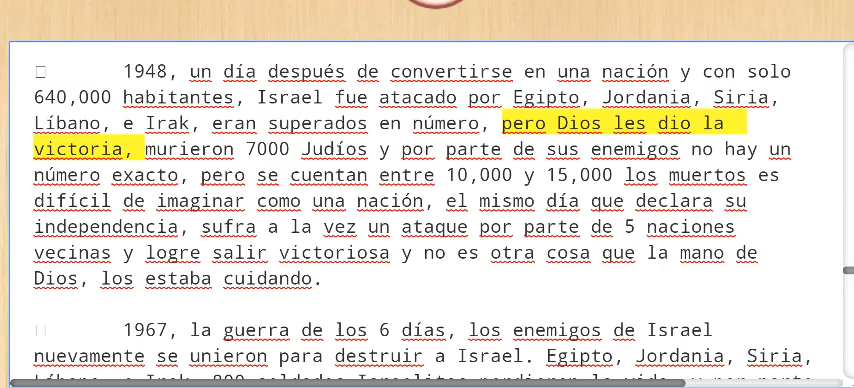 1948, un día después de convertirse en una nación y con solo
640,000 habitantes, Israel fue atacado por Egipto, Jordania, Siria,
Líbano, e Irak, eran superados en número, pero Dios les dio la
victoria, murieron 7000 Judíos y por parte de sus enemigos no hay un
número exacto, pero se cuentan entre 10,000 y 15,000 los muertos es
difícil de imaginar como una nación, el mismo día que declara su
independencia, sufra a la vez un ataque por parte de 5 naciones
vecinas y logre salir victoriosa y no es otra cosa que la mano de
Dios, los estaba cuidando.
1967, la guerra de los 6 días, los enemigos de Israel
nuevamente se unieron para destruir a Israel. Egipto, Jordania, Siria,